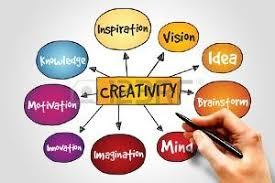 Inspiration
Vision
Idea
Knowledge
CREATIVITY
Motivation
Brainstorm
Innovation
Imagination
Mind